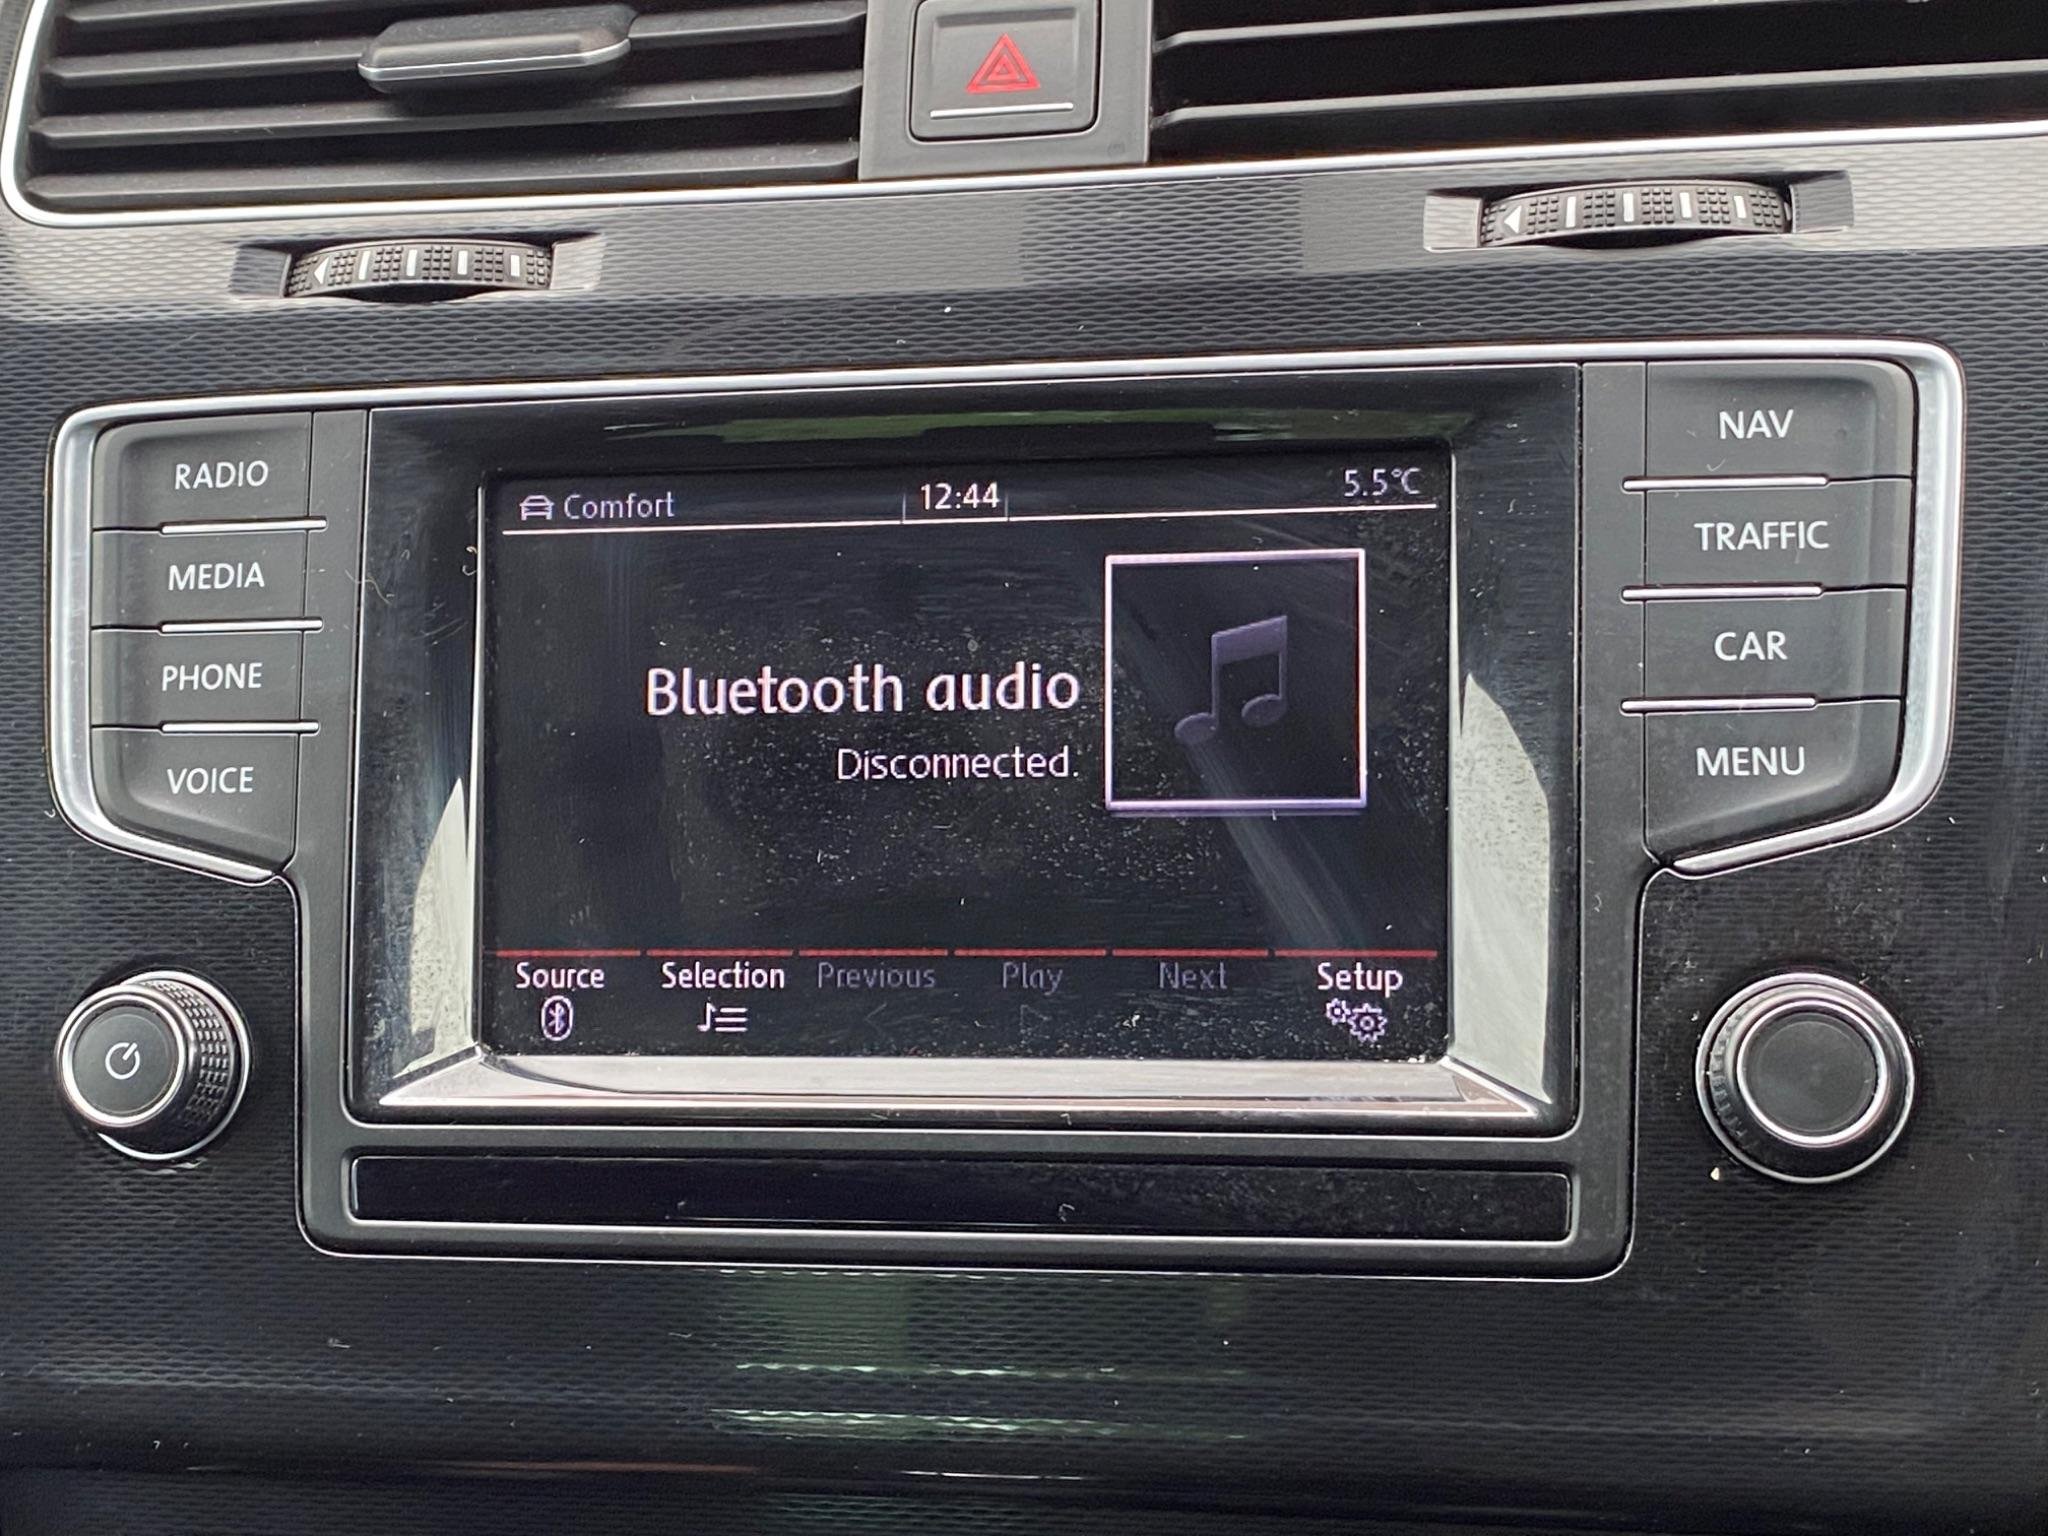 Comfort 12:44 5.5°C
RADIO
MEDIA
PHONE
VOICE
Bluetooth audio
Disconnected.
Source Selection Previous Play Next Setup
NAV
TRAFFIC
CAR
MENU